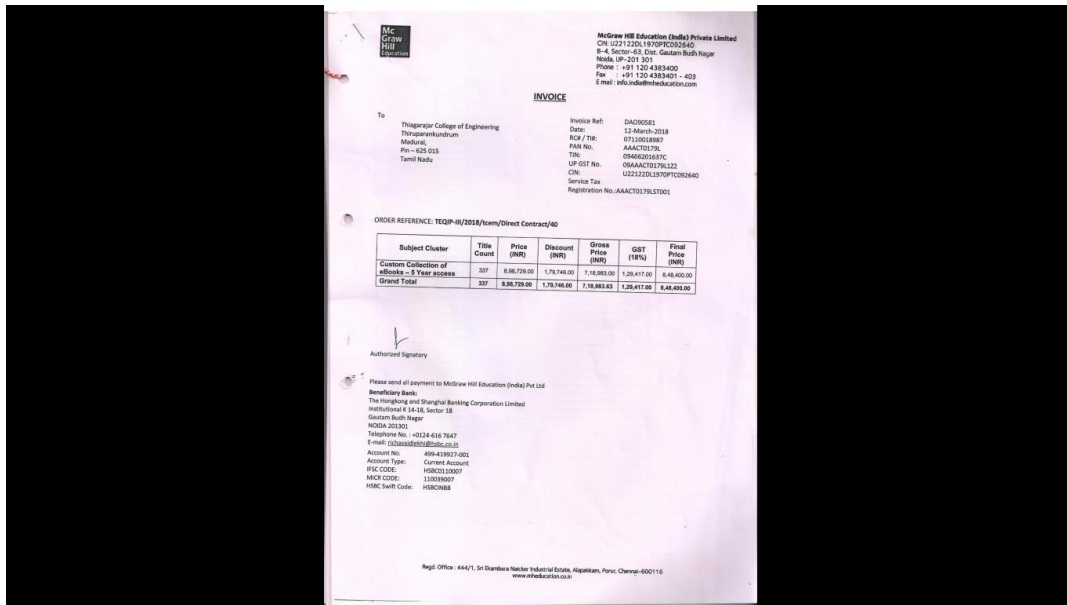 Mc
Graw
Hill
Education
McGraw Hill Education (India) Private Limited
CIN: U22122DL1970PTC092640
B-4, Sector-63, Dist. Gautam Budh Nagar
Noida, UP-201 301
Phone : +91 120 4383400
Fax : +91 120 4383401 - 403
E mail : info.india@mheducation.com
INVOICE
To
Thiagarajar College of Engineering
Thiruparankundrum
Madurai,
Pin – 625 015
Tamil Nadu
Invoice Ref: DAO90581
Date: 12-March-2018
RC# / TI#: 07110018987
PAN No. AAACT0179L
TIN: 09466201637C
UP GST No. 09AAACT0179L1Z2
CIN: U22122DL1970PTC092640
Service Tax
Registration No.:AAACT0179LST001
ORDER REFERENCE: TEQIP-III/2018/tcem/Direct Contract/40
Subject Cluster Title Count Price (INR) Discount (INR) Gross Price (INR) GST (18%) Final Price (INR)
Custom Collection of eBooks – 5 Year access 337 8,98,729.00 1,79,746.00 7,18,983.00 1,29,417.00 8,48,400.00
Grand Total 337 8,98,729.00 1,79,746.00 7,18,983.63 1,29,417.00 8,48,400.00
Authorized Signatory
Please send all payment to McGraw Hill Education (India) Pvt Ltd
Beneficiary Bank:
The Hongkong and Shanghai Banking Corporation Limited
Institutional K 14-18, Sector 18
Gautam Budh Nagar
NOIDA 201301
Telephone No. : +0124-616 7647
E-mail: richavaidlekhi@hsbc.co.in
Account No. 499-419927-001
Account Type: Current Account
IFSC CODE: HSBC0110007
MICR CODE: 110039007
HSBC Swift Code: HSBCINBB
Regd. Office : 444/1, Sri Ekambara Naicker Industrial Estate, Alapakkam, Porur, Chennai-600116
www.mheducation.co.in